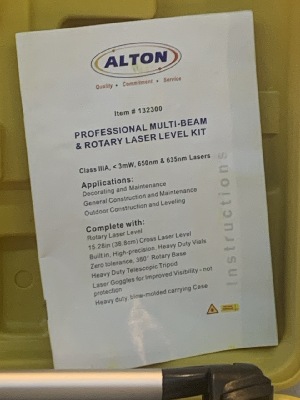 ALTON
Quality • Commitment • Service
Item # 132300
PROFESSIONAL MULTI-BEAM
& ROTARY LASER LEVEL KIT
Class IIIA, < 3mW, 650nm & 635nm Lasers
Applications:
Decorating and Maintenance
General Construction and Maintenance
Outdoor Construction and Leveling
Complete with:
Rotary Laser Level
15.28in (38.8cm) Cross Laser Level
Built in, High-precision, Heavy Duty Vials
Zero tolerance, 360° Rotary Base
Heavy Duty Telescopic Tripod
Laser Goggles for Improved Visibility - not
protection
Heavy duty, blow-molded carrying Case
Instructions